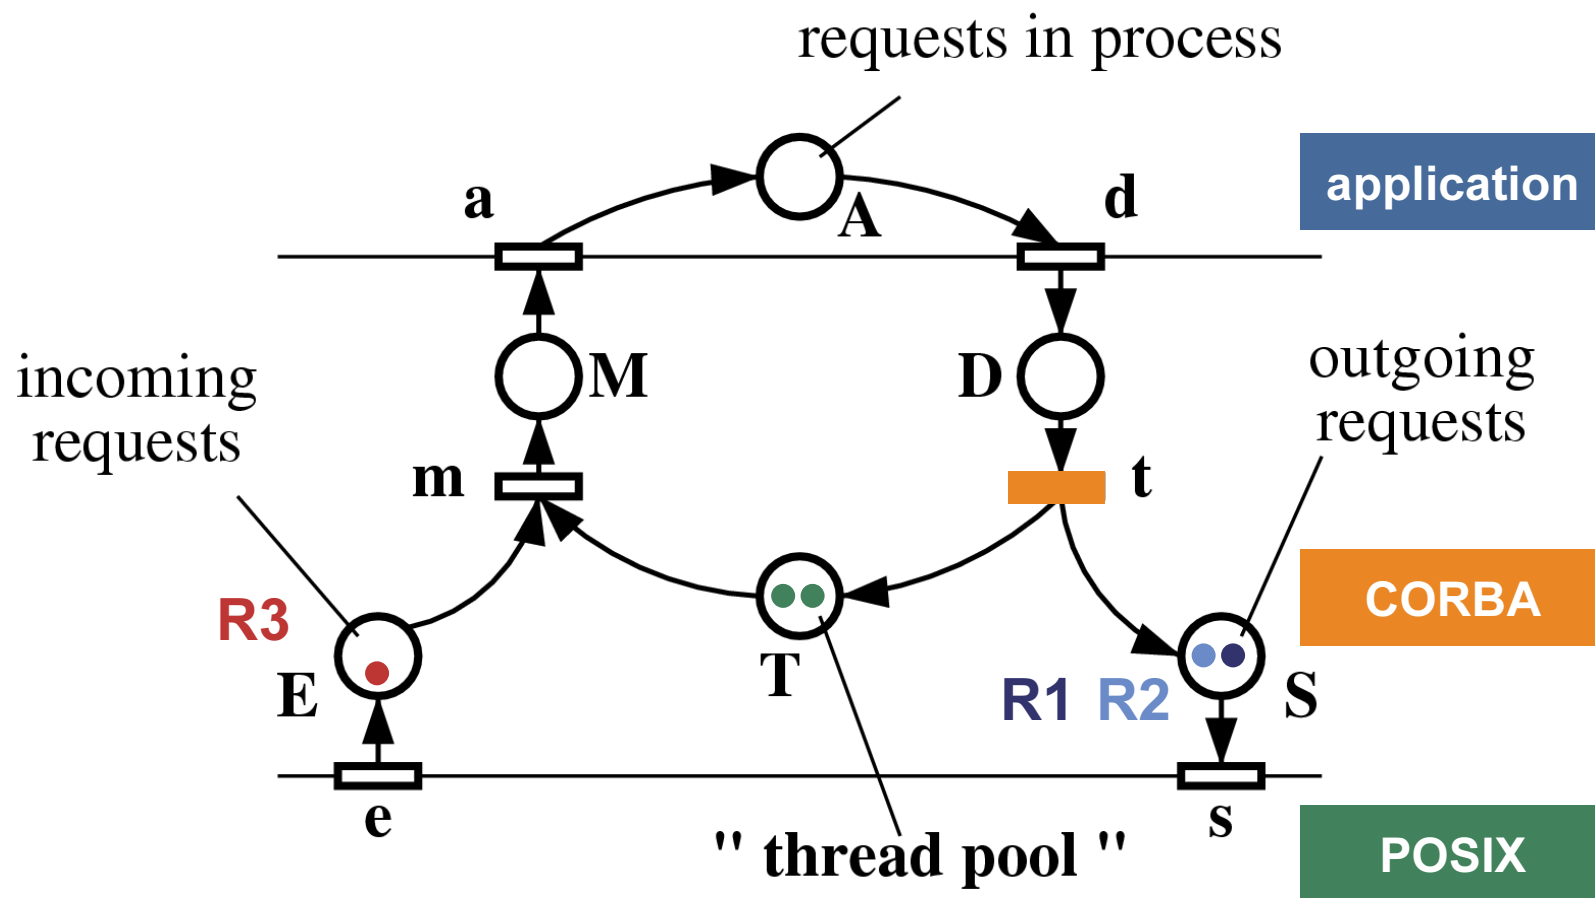 requests in process
a
A
d
application
incoming
requests
M
D
outgoing
requests
m
t
R3
E
T
R1 R2
S
CORBA
e
s
" thread pool "
POSIX